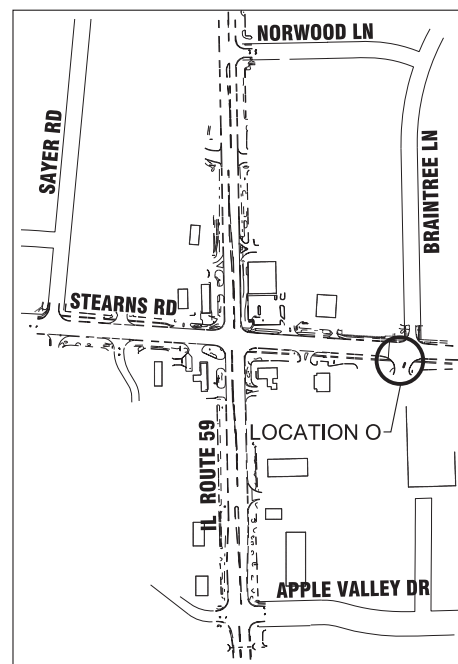 NORWOOD LN
SAYER RD
BRAINTREE LN
STEARNS RD
LOCATION O
IL ROUTE 59
APPLE VALLEY DR